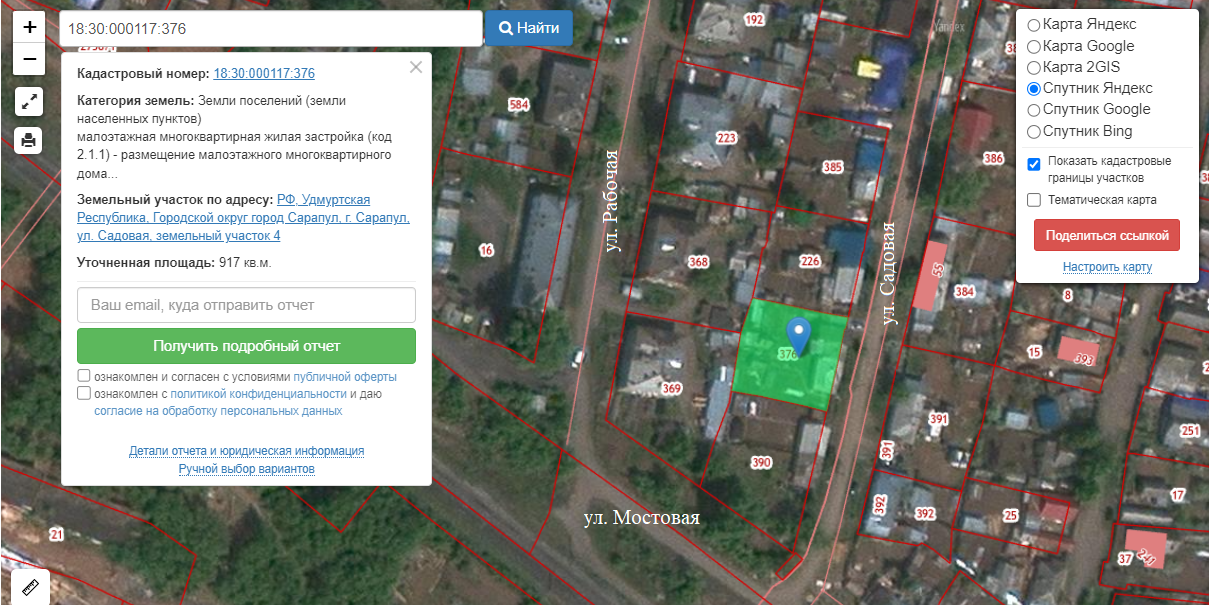 +
−
18:30:000117:376
Найти
Кадастровый номер: 18:30:000117:376
×
Категория земель: Земли поселений (земли
населенных пунктов)
малоэтажная многоквартирная жилая застройка (код
2.1.1) - размещение малоэтажного многоквартирного
дома...
Земельный участок по адресу: РФ, Удмуртская
Республика, Городской округ город Сарапул, г. Сарапул,
ул. Садовая, земельный участок 4
Уточненная площадь: 917 кв.м.
Ваш email, куда отправить отчет
Получить подробный отчет
ознакомлен и согласен с условиями публичной оферты
ознакомлен с политикой конфиденциальности и даю
согласие на обработку персональных данных
Детали отчета и юридическая информация
Ручной выбор вариантов
Карта Яндекс
Карта Google
Карта 2GIS
Спутник Яндекс
Спутник Google
Спутник Bing
Показать кадастровые
границы участков
Тематическая карта
Поделиться ссылкой
Настроить карту
Yandex
192
584
223
385
386
16
368
226
55
384
8
376
15
393
369
391
251
391
390
17
392
392
25
21
37
241
ул. Рабочая
ул. Садовая
ул. Мостовая